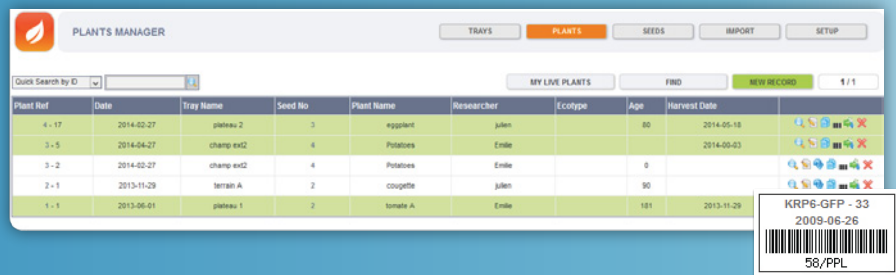 PLANTS MANAGER TRAYS PLANTS SEEDS IMPORT SETUP
Quick Search by ID MY LIVE PLANTS FIND NEW RECORD 1 / 1
Plant Ref Date Tray Name Seed No Plant Name Researcher Ecotype Age Harvest Date
4 - 17 2014-02-27 plateau 2 3 eggplant julien 80 2014-05-18
3 - 5 2014-04-27 champ ext2 4 Potatoes Emilie 2014-00-03
3 - 2 2014-02-27 champ ext2 4 Potatoes Emilie 0
2 - 1 2013-11-29 terrain A 2 cougette julien 90
1 - 1 2013-06-01 plateau 1 2 tomate A Emilie 181 2013-11-29
KRP6-GFP - 33
2009-06-26
58/PPL